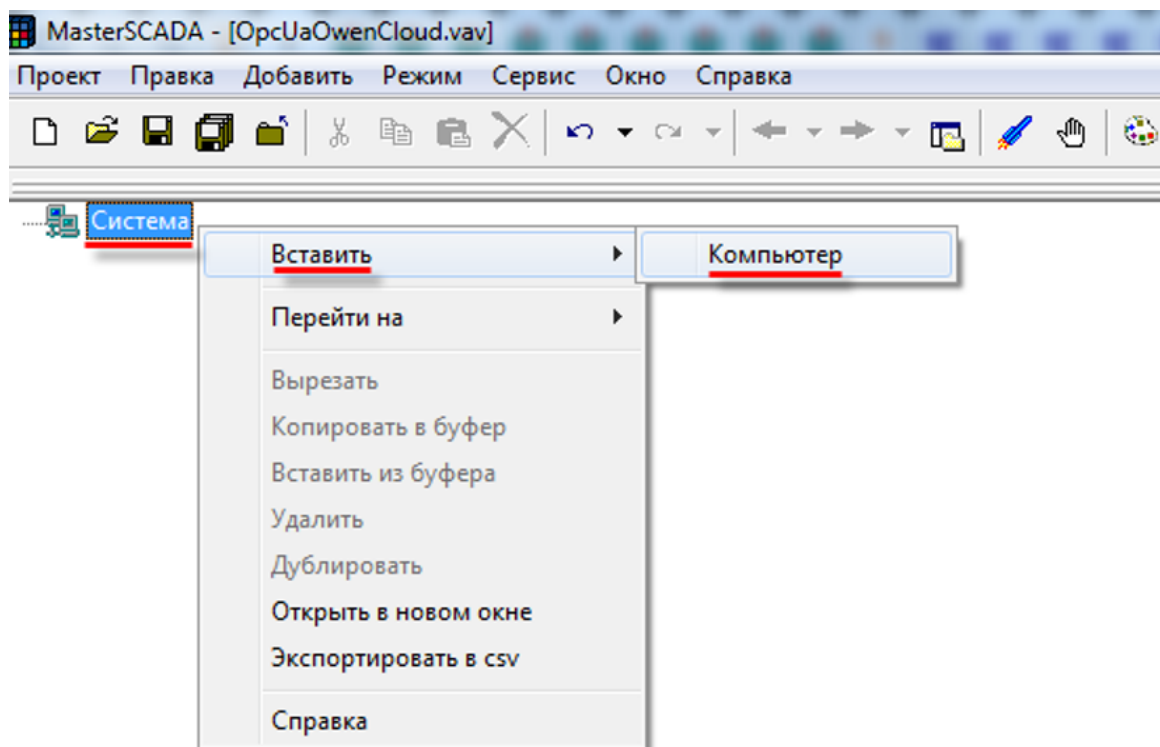 MasterSCADA - [OpcUaOwenCloud.vav]
Проект Правка Добавить Режим Сервис Окно Справка
Система
Вставить Компьютер
Перейти на
Вырезать
Копировать в буфер
Вставить из буфера
Удалить
Дублировать
Открыть в новом окне
Экспортировать в csv
Справка